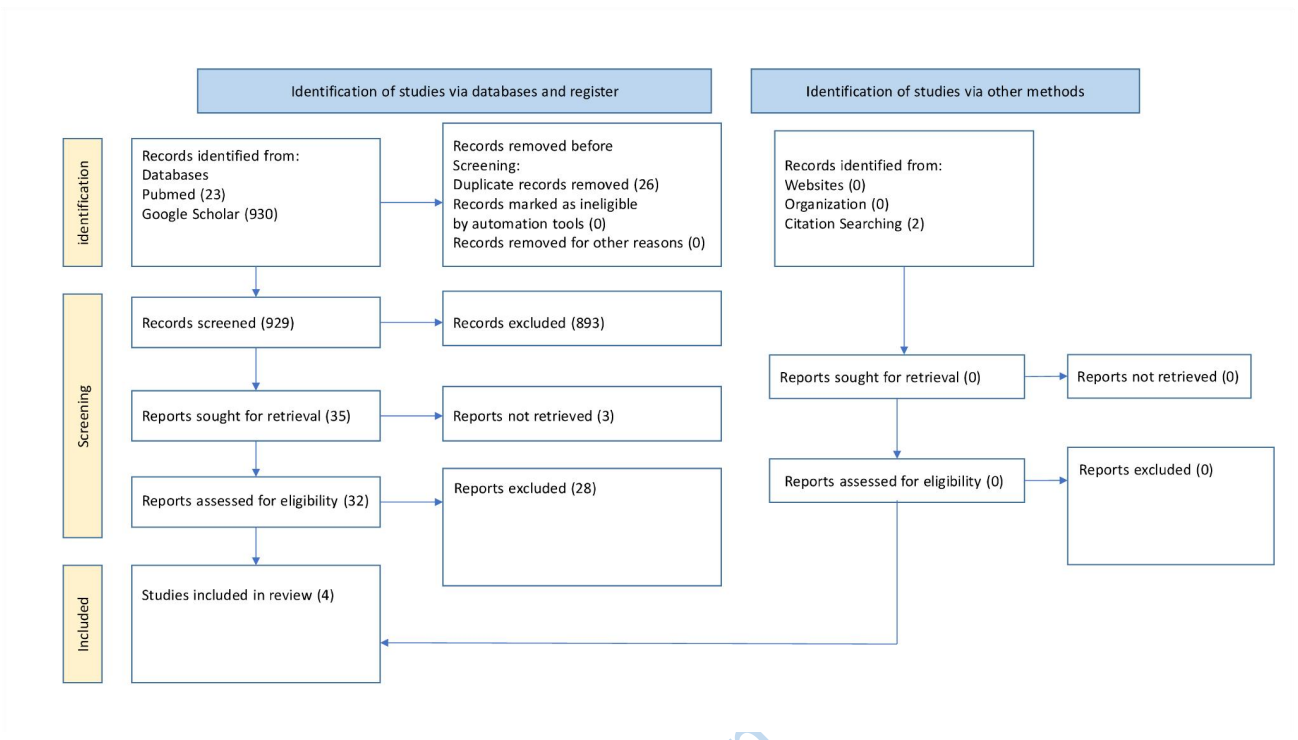 Identification of studies via databases and register
Identification of studies via other methods
identification
Records identified from:
Databases
Pubmed (23)
Google Scholar (930)
Records removed before
Screening:
Duplicate records removed (26)
Records marked as ineligible
by automation tools (0)
Records removed for other reasons (0)
Records identified from:
Websites (0)
Organization (0)
Citation Searching (2)
Screening
Records screened (929)
Records excluded (893)
Reports sought for retrieval (35)
Reports not retrieved (3)
Reports sought for retrieval (0)
Reports not retrieved (0)
Reports assessed for eligibility (32)
Reports excluded (28)
Reports assessed for eligibility (0)
Reports excluded (0)
Included
Studies included in review (4)